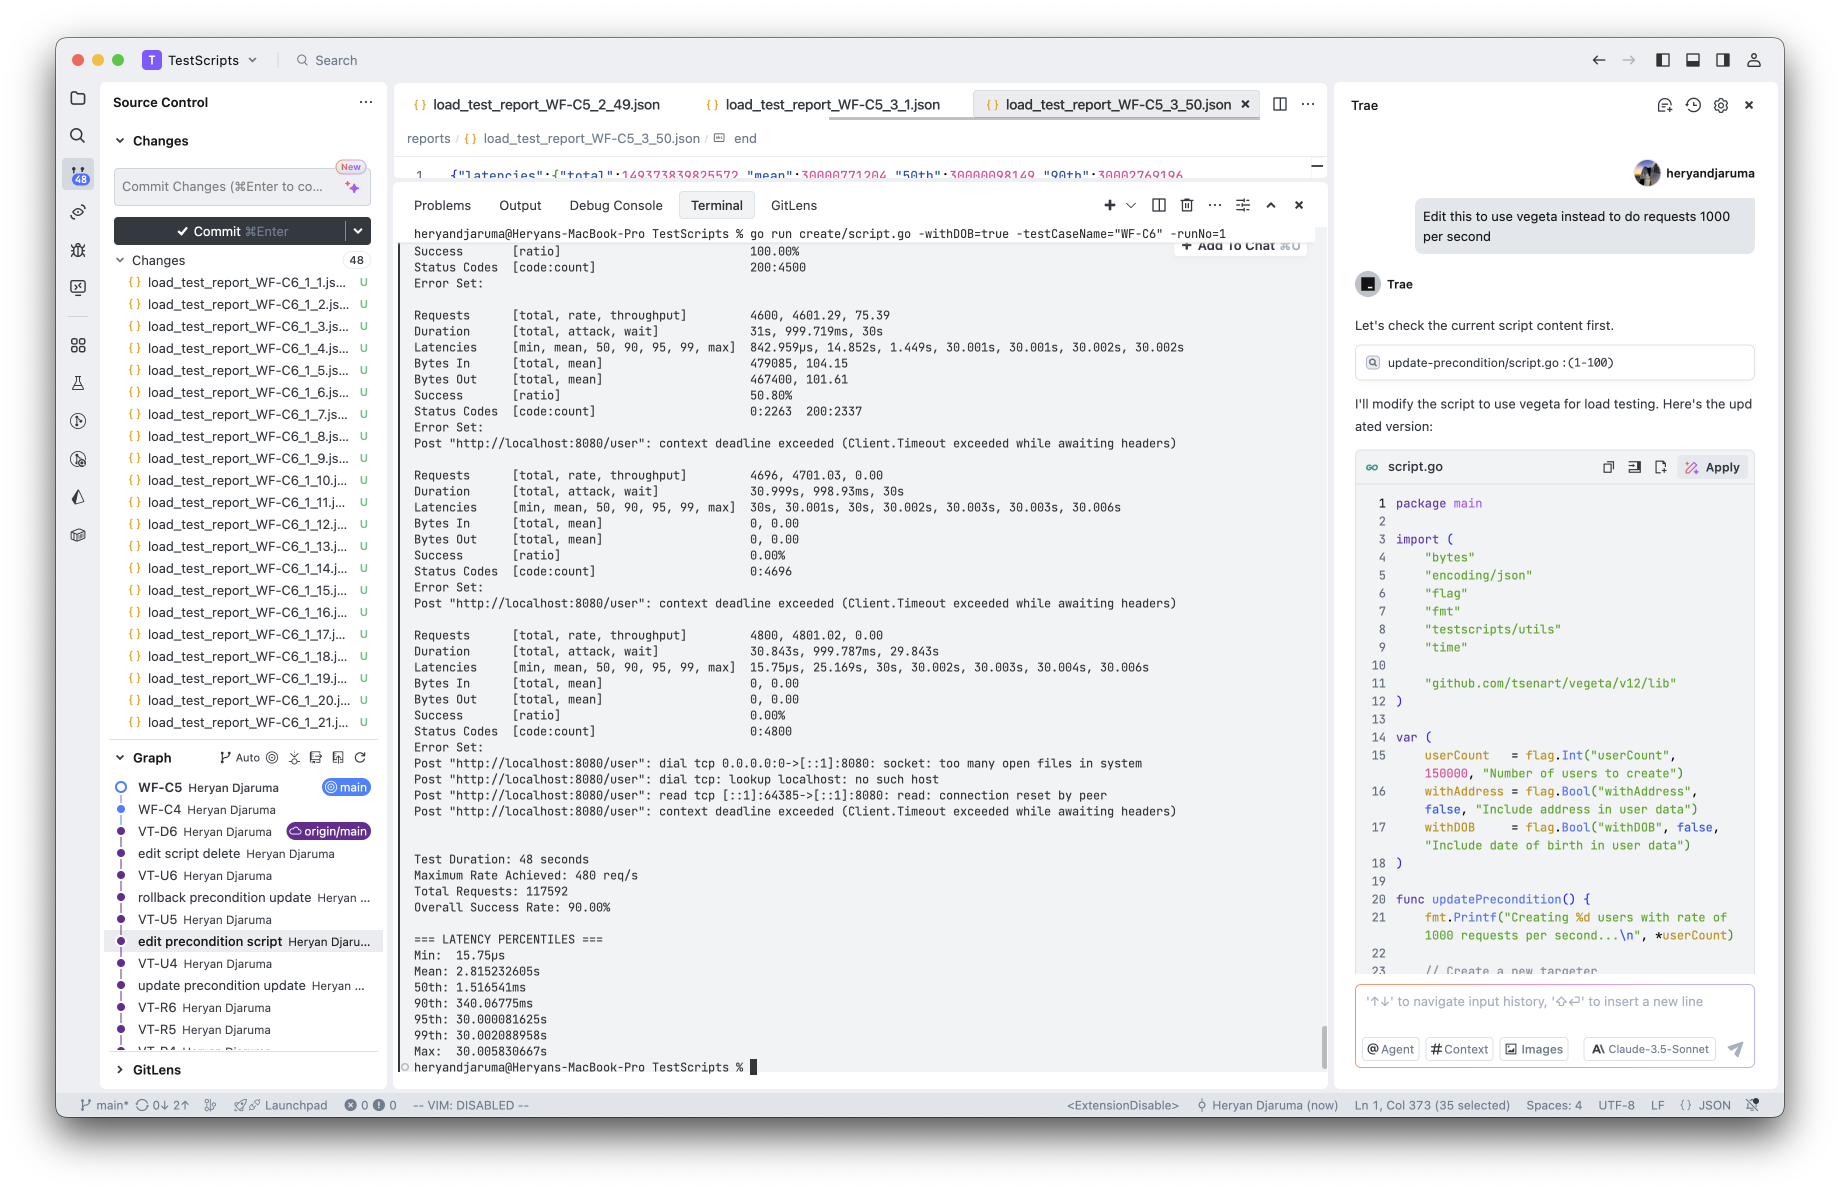 T TestScripts
Search
Source Control
Changes
New
Commit Changes (⌘Enter to co...
48
Commit ⌘Enter
Changes 48
{ } load_test_report_WF-C6_1_1.js... U
{ } load_test_report_WF-C6_1_2.js... U
{ } load_test_report_WF-C6_1_3.js... U
{ } load_test_report_WF-C6_1_4.js... U
{ } load_test_report_WF-C6_1_5.js... U
{ } load_test_report_WF-C6_1_6.js... U
{ } load_test_report_WF-C6_1_7.js... U
{ } load_test_report_WF-C6_1_8.js... U
{ } load_test_report_WF-C6_1_9.js... U
{ } load_test_report_WF-C6_1_10.j... U
{ } load_test_report_WF-C6_1_11.j... U
{ } load_test_report_WF-C6_1_12.j... U
{ } load_test_report_WF-C6_1_13.j... U
{ } load_test_report_WF-C6_1_14.j... U
{ } load_test_report_WF-C6_1_15.j... U
{ } load_test_report_WF-C6_1_16.j... U
{ } load_test_report_WF-C6_1_17.j... U
{ } load_test_report_WF-C6_1_18.j... U
{ } load_test_report_WF-C6_1_19.j... U
{ } load_test_report_WF-C6_1_20.j... U
{ } load_test_report_WF-C6_1_21.j... U
Graph Auto
WF-C5 Heryan Djaruma main
WF-C4 Heryan Djaruma
VT-D6 Heryan Djaruma origin/main
edit script delete Heryan Djaruma
VT-U6 Heryan Djaruma
rollback precondition update Heryan ...
VT-U5 Heryan Djaruma
edit precondition script Heryan Djaru...
VT-U4 Heryan Djaruma
update precondition update Heryan ...
VT-R6 Heryan Djaruma
VT-R5 Heryan Djaruma
VT-R4 Heryan Djaruma
GitLens
{ } load_test_report_WF-C5_2_49.json
{ } load_test_report_WF-C5_3_1.json
{ } load_test_report_WF-C5_3_50.json
reports / { } load_test_report_WF-C5_3_50.json / end
1 {"latencies":{"total":149373839825572,"mean":30000771204,"50th":30000098149,"90th":30002769196
Problems Output Debug Console Terminal GitLens
heryandjaruma@Heryans-MacBook-Pro TestScripts % go run create/script.go -withDOB=true -testCaseName="WF-C6" -runNo=1
Add To Chat ⌘U
Success [ratio] 100.00%
Status Codes [code:count] 200:4500
Error Set:
Requests [total, rate, throughput] 4600, 4601.29, 75.39
Duration [total, attack, wait] 31s, 999.719ms, 30s
Latencies [min, mean, 50, 90, 95, 99, max] 842.959µs, 14.852s, 1.449s, 30.001s, 30.001s, 30.002s, 30.002s
Bytes In [total, mean] 479085, 104.15
Bytes Out [total, mean] 467400, 101.61
Success [ratio] 50.80%
Status Codes [code:count] 0:2263 200:2337
Error Set:
Post "http://localhost:8080/user": context deadline exceeded (Client.Timeout exceeded while awaiting headers)
Requests [total, rate, throughput] 4696, 4701.03, 0.00
Duration [total, attack, wait] 30.999s, 998.93ms, 30s
Latencies [min, mean, 50, 90, 95, 99, max] 30s, 30.001s, 30s, 30.002s, 30.003s, 30.003s, 30.006s
Bytes In [total, mean] 0, 0.00
Bytes Out [total, mean] 0, 0.00
Success [ratio] 0.00%
Status Codes [code:count] 0:4696
Error Set:
Post "http://localhost:8080/user": context deadline exceeded (Client.Timeout exceeded while awaiting headers)
Requests [total, rate, throughput] 4800, 4801.02, 0.00
Duration [total, attack, wait] 30.843s, 999.787ms, 29.843s
Latencies [min, mean, 50, 90, 95, 99, max] 15.75µs, 25.169s, 30s, 30.002s, 30.003s, 30.004s, 30.006s
Bytes In [total, mean] 0, 0.00
Bytes Out [total, mean] 0, 0.00
Success [ratio] 0.00%
Status Codes [code:count] 0:4800
Error Set:
Post "http://localhost:8080/user": dial tcp 0.0.0.0:0->[::1]:8080: socket: too many open files in system
Post "http://localhost:8080/user": dial tcp: lookup localhost: no such host
Post "http://localhost:8080/user": read tcp [::1]:64385->[::1]:8080: read: connection reset by peer
Post "http://localhost:8080/user": context deadline exceeded (Client.Timeout exceeded while awaiting headers)
Test Duration: 48 seconds
Maximum Rate Achieved: 480 req/s
Total Requests: 117592
Overall Success Rate: 90.00%
=== LATENCY PERCENTILES ===
Min: 15.75µs
Mean: 2.815232605s
50th: 1.516541ms
90th: 340.06775ms
95th: 30.000081625s
99th: 30.002088958s
Max: 30.005830667s
heryandjaruma@Heryans-MacBook-Pro TestScripts %
Trae
heryandjaruma
Edit this to use vegeta instead to do requests 1000
per second
Trae
Let's check the current script content first.
update-precondition/script.go :(1-100)
I'll modify the script to use vegeta for load testing. Here's the upd
ated version:
script.go Apply
1 package main
2
3 import (
4 "bytes"
5 "encoding/json"
6 "flag"
7 "fmt"
8 "testscripts/utils"
9 "time"
10
11 "github.com/tsenart/vegeta/v12/lib"
12 )
13
14 var (
15 userCount = flag.Int("userCount",
150000, "Number of users to create")
16 withAddress = flag.Bool("withAddress",
false, "Include address in user data")
17 withDOB = flag.Bool("withDOB", false,
"Include date of birth in user data")
18 )
19
20 func updatePrecondition() {
21 fmt.Printf("Creating %d users with rate of
1000 requests per second...\n", *userCount)
22
23 // Create a new targeter
'↑↓' to navigate input history, '⇧⏎' to insert a new line
@ Agent # Context Images Claude-3.5-Sonnet
main* 0↓ 2↑ Launchpad 0 0 -- VIM: DISABLED --
<ExtensionDisable> Heryan Djaruma (now) Ln 1, Col 373 (35 selected) Spaces: 4 UTF-8 LF { } JSON